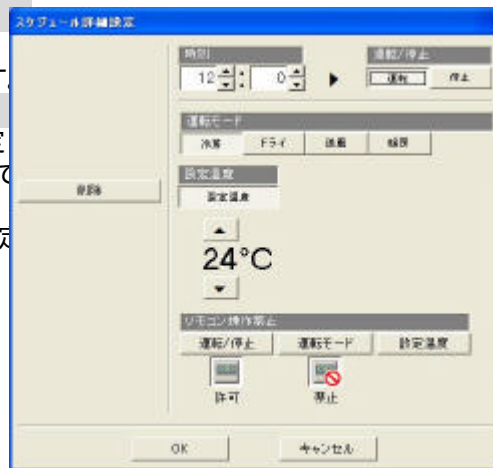 スケジュール詳細設定
時刻
運転/停止
12 : 0
運転
停止
運転モード
冷房
ドライ
送風
暖房
設定温度
設定温度
削除
24°C
リモコン操作禁止
運転/停止
運転モード
設定温度
許可
禁止
OK
キャンセル
す。
定
て